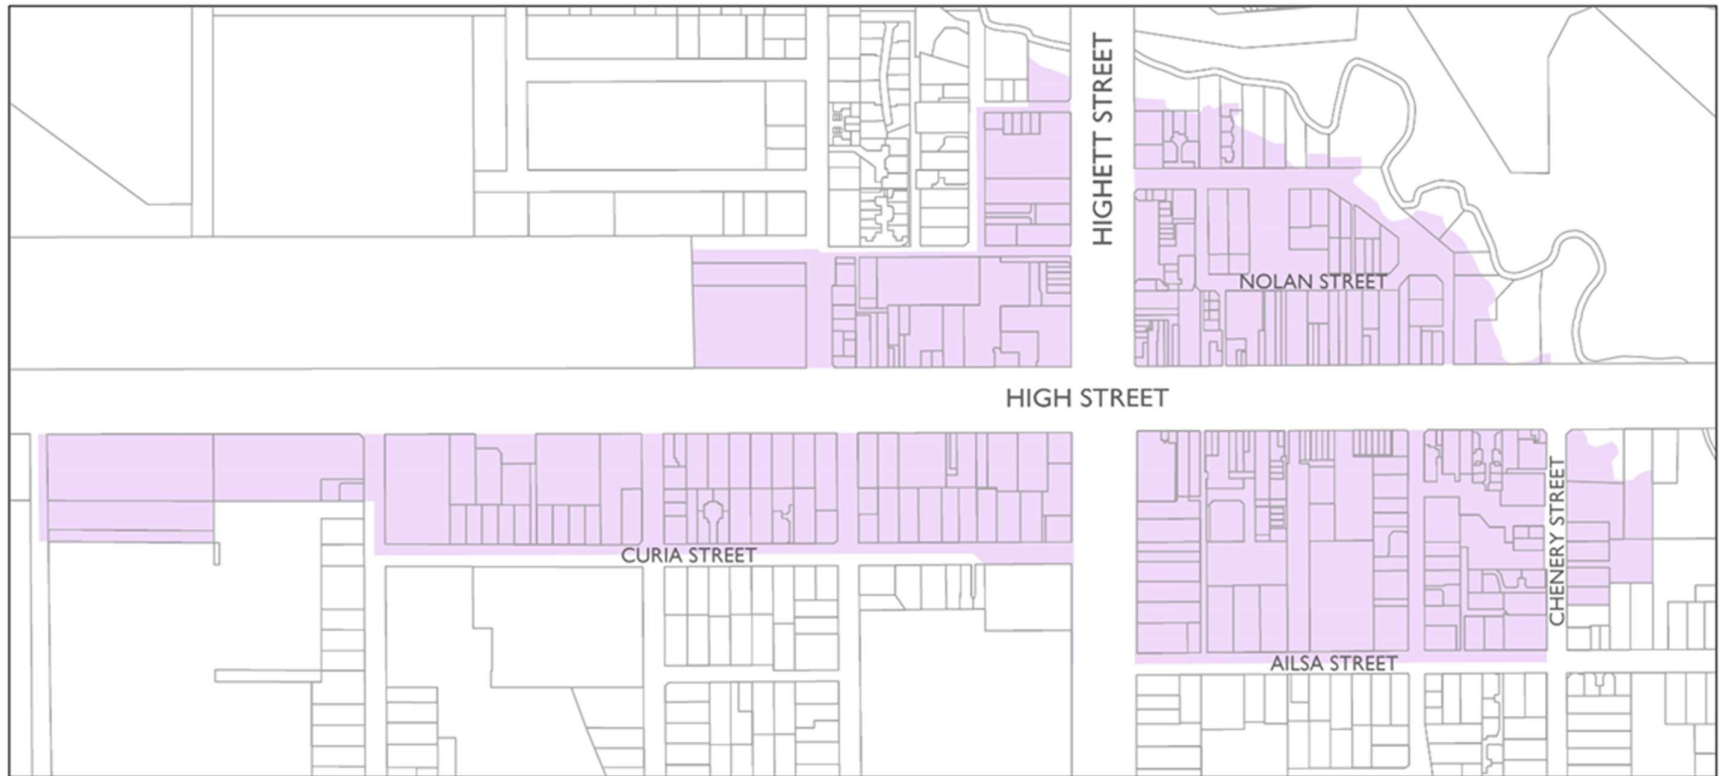 HIGHETT STREET
NOLAN STREET
HIGH STREET
CURIA STREET
CHENERY STREET
AILSA STREET